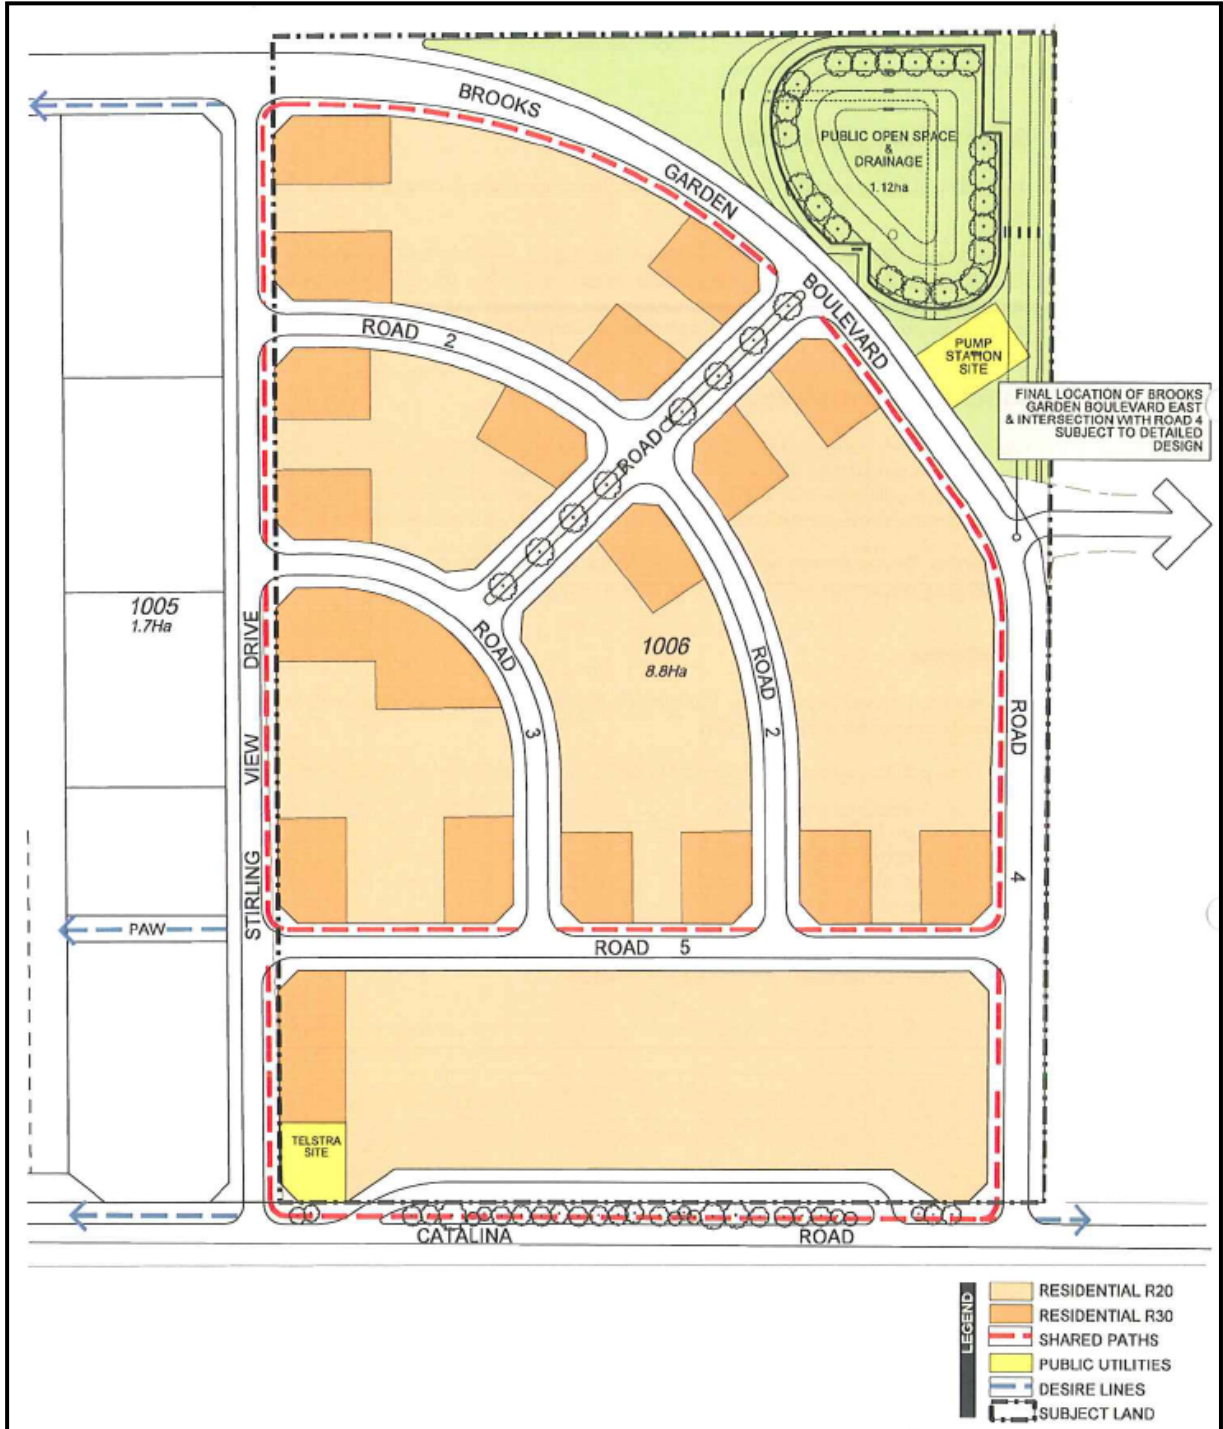 BROOKS
GARDEN
BOULEVARD
PUBLIC OPEN SPACE
&
DRAINAGE
1.12ha
PUMP
STATION
SITE
FINAL LOCATION OF BROOKS
GARDEN BOULEVARD EAST
& INTERSECTION WITH ROAD 4
SUBJECT TO DETAILED
DESIGN
ROAD 2
ROAD
1005
1.7Ha
1006
8.8Ha
ROAD 3
ROAD 2
ROAD 4
STIRLING VIEW DRIVE
PAW
ROAD 5
TELSTRA
SITE
CATALINA ROAD
LEGEND
RESIDENTIAL R20
RESIDENTIAL R30
SHARED PATHS
PUBLIC UTILITIES
DESIRE LINES
SUBJECT LAND